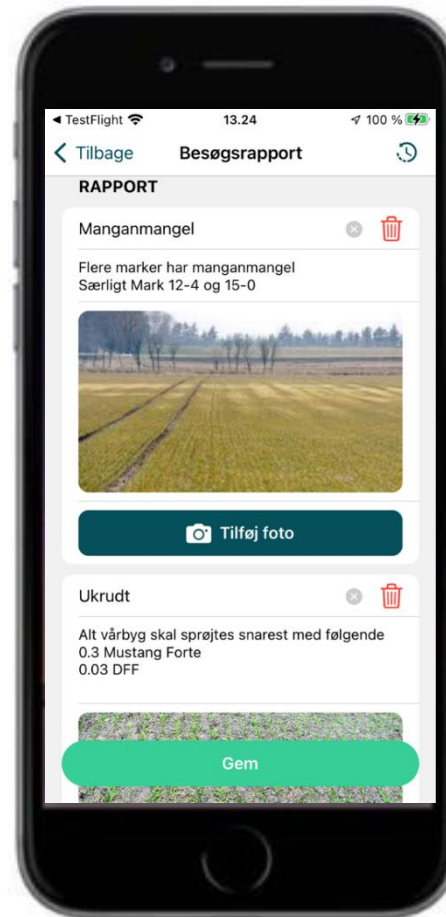 ◀ TestFlight
13.24
100 %
Tilbage
Besøgsrapport
RAPPORT
Manganmangel
Flere marker har manganmangel
Særligt Mark 12-4 og 15-0
Tilføj foto
Ukrudt
Alt vårbyg skal sprøjtes snarest med følgende
0.3 Mustang Forte
0.03 DFF
Gem